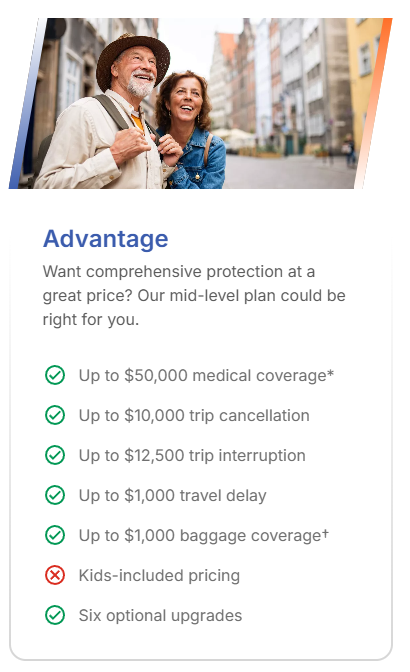 Advantage
Want comprehensive protection at a
great price? Our mid-level plan could be
right for you.
Up to $50,000 medical coverage*
Up to $10,000 trip cancellation
Up to $12,500 trip interruption
Up to $1,000 travel delay
Up to $1,000 baggage coverage†
Kids-included pricing
Six optional upgrades